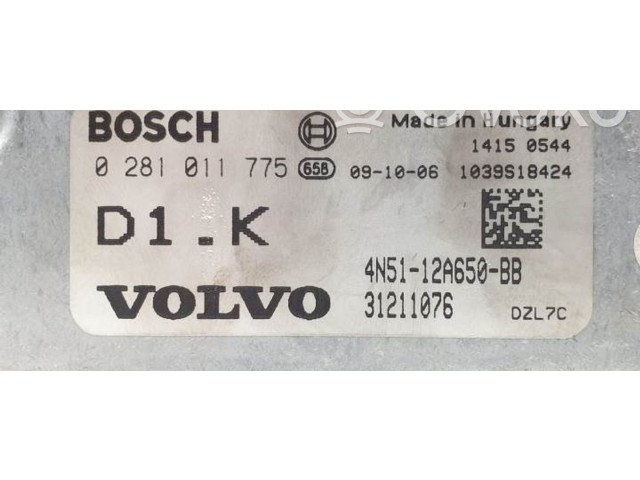 BOSCH Made in Hungary
1415 0544
0 281 011 775 658 09-10-06 1039S18424
D1.K
4N51-12A650-BB
VOLVO 31211076 DZL7C